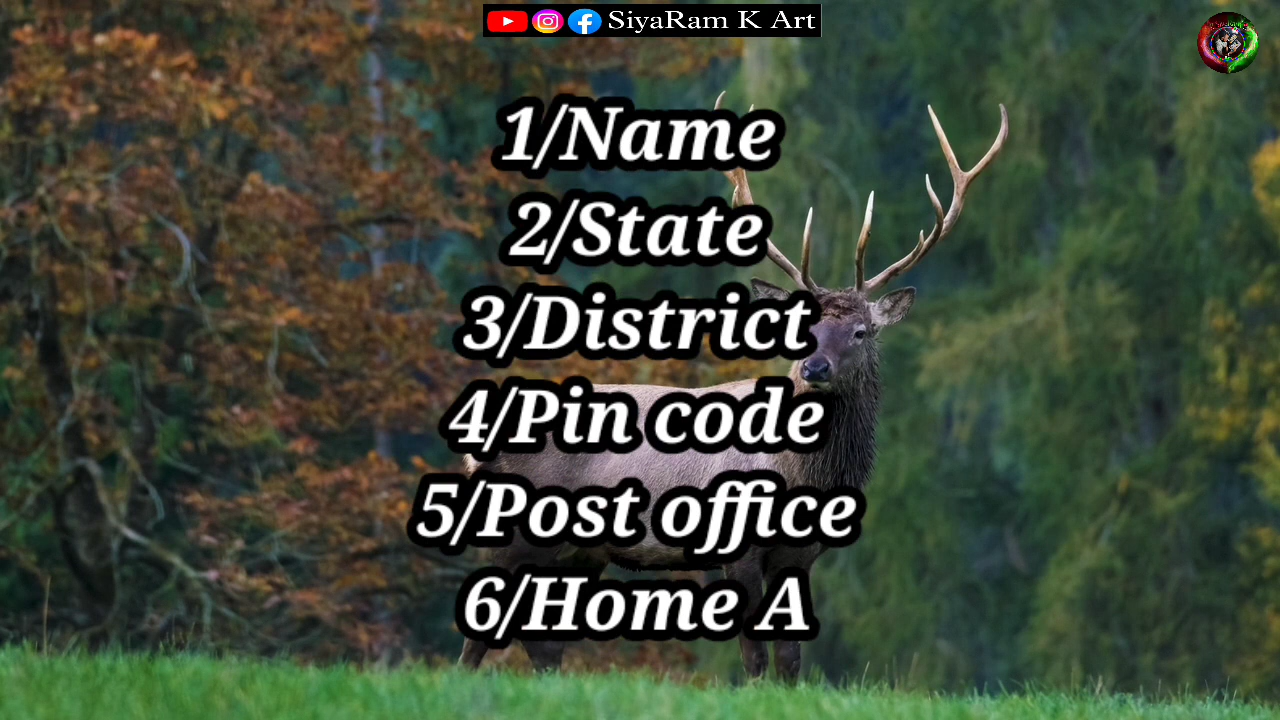 SiyaRam K Art
1/Name
2/State
3/District
4/Pin code
5/Post office
6/Home A